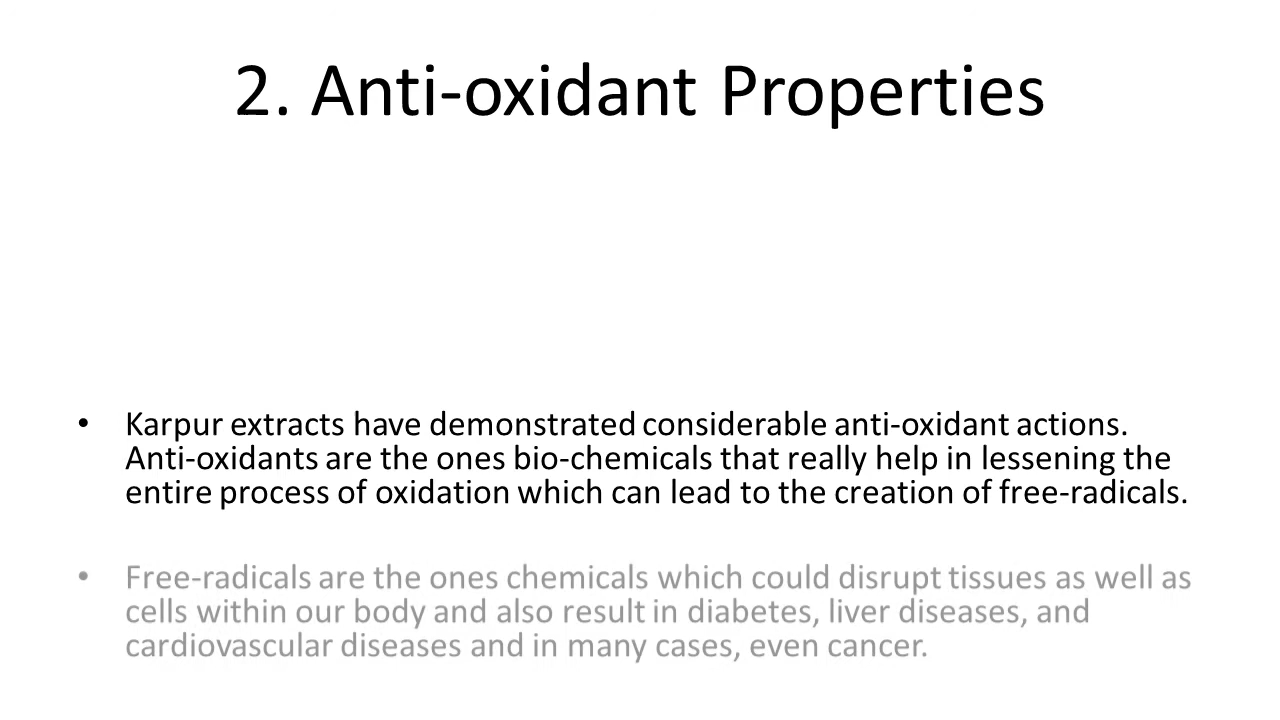 2. Anti-oxidant Properties
• Karpur extracts have demonstrated considerable anti-oxidant actions.
Anti-oxidants are the ones bio-chemicals that really help in lessening the
entire process of oxidation which can lead to the creation of free-radicals.
• Free-radicals are the ones chemicals which could disrupt tissues as well as
cells within our body and also result in diabetes, liver diseases, and
cardiovascular diseases and in many cases, even cancer.